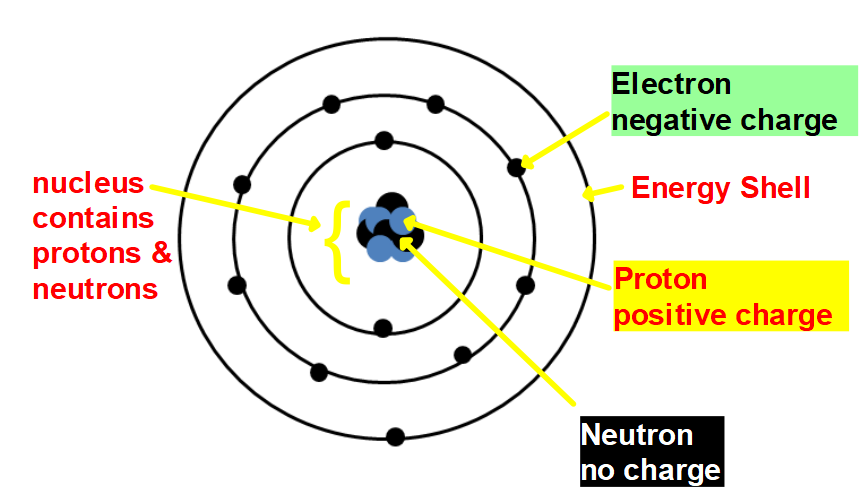 Electron
negative charge
nucleus
contains
protons &
neutrons
Energy Shell
Proton
positive charge
Neutron
no charge